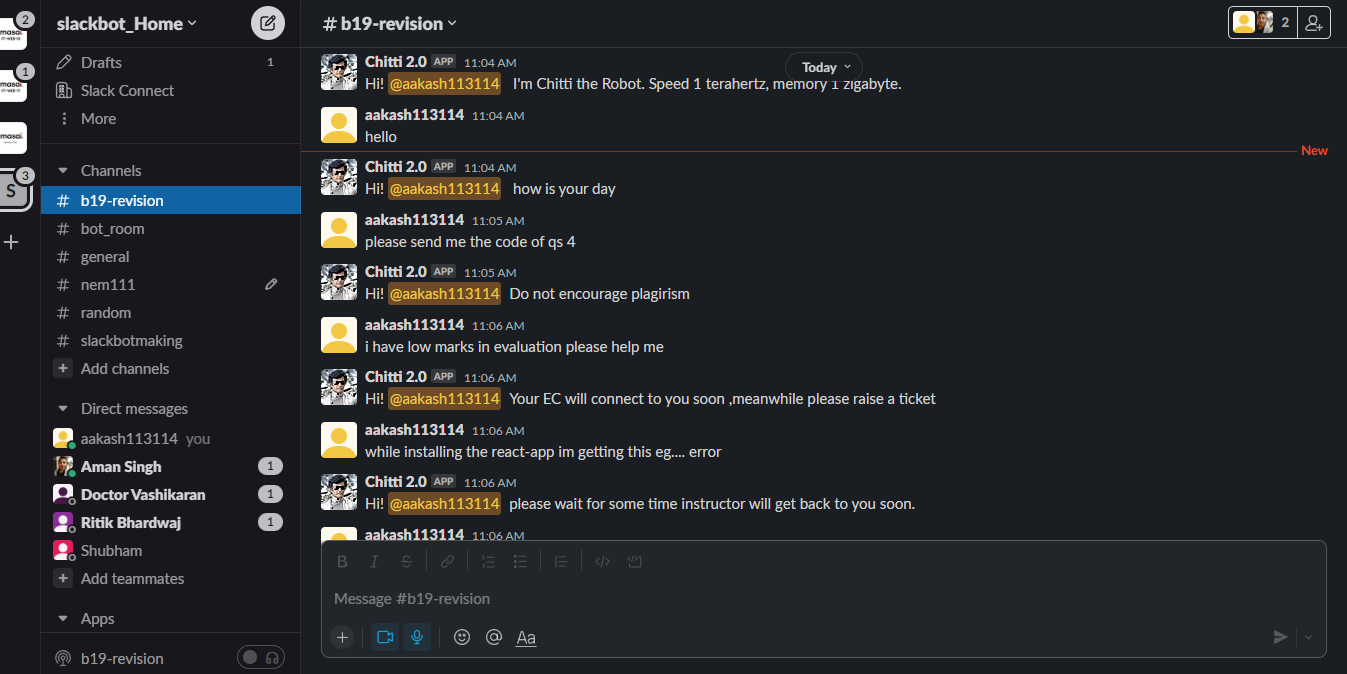 2
masai.
1
masai.
masai.
3
S
slackbot_Home
Drafts 1
Slack Connect
More
Channels
# b19-revision
# bot_room
# general
# nem111
# random
# slackbotmaking
+ Add channels
Direct messages
aakash113114 you
Aman Singh 1
Doctor Vashikaran 1
Ritik Bhardwaj 1
Shubham
+ Add teammates
Apps
b19-revision
# b19-revision
2
Today
Chitti 2.0 APP 11:04 AM
Hi! @aakash113114 I'm Chitti the Robot. Speed 1 terahertz, memory 1 zigabyte.
aakash113114 11:04 AM
hello
New
Chitti 2.0 APP 11:04 AM
Hi! @aakash113114 how is your day
aakash113114 11:05 AM
please send me the code of qs 4
Chitti 2.0 APP 11:05 AM
Hi! @aakash113114 Do not encourage plagirism
aakash113114 11:06 AM
i have low marks in evaluation please help me
Chitti 2.0 APP 11:06 AM
Hi! @aakash113114 Your EC will connect to you soon ,meanwhile please raise a ticket
aakash113114 11:06 AM
while installing the react-app im getting this eg.... error
Chitti 2.0 APP 11:06 AM
Hi! @aakash113114 please wait for some time instructor will get back to you soon.
aakash113114 11:06 AM
B I S
Message #b19-revision
+ @ Aa